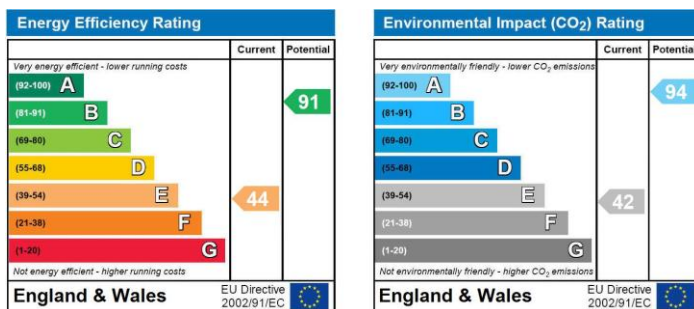 Energy Efficiency Rating
Current Potential
Very energy efficient - lower running costs
(92-100) A
(81-91) B
91
(69-80) C
(55-68) D
(39-54) E
44
(21-38) F
(1-20) G
Not energy efficient - higher running costs
England & Wales
EU Directive
2002/91/EC
Environmental Impact (CO₂) Rating
Current Potential
Very environmentally friendly - lower CO₂ emissions
(92-100) A
94
(81-91) B
(69-80) C
(55-68) D
(39-54) E
42
(21-38) F
(1-20) G
Not environmentally friendly - higher CO₂ emissions
England & Wales
EU Directive
2002/91/EC